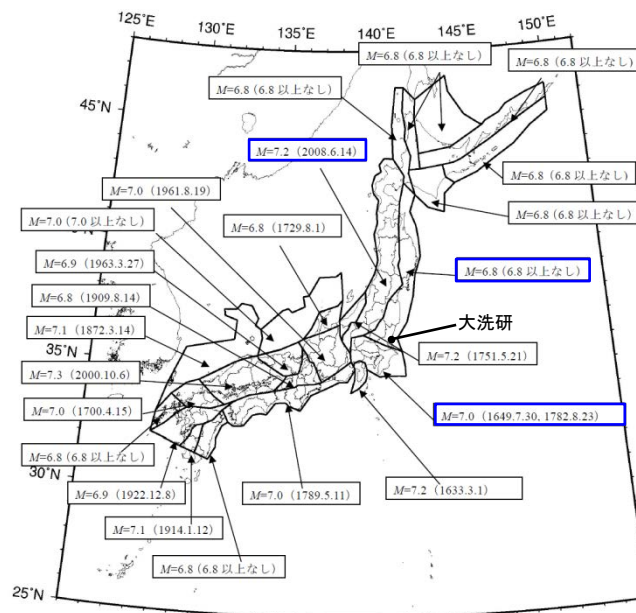 125°E
130°E
135°E
140°E
145°E
150°E
M=6.8 (6.8 以上なし)
M=6.8 (6.8 以上なし)
M=6.8 (6.8 以上なし)
45°N
M=7.2 (2008.6.14)
M=7.0 (1961.8.19)
M=6.8 (6.8 以上なし)
M=6.8 (6.8 以上なし)
M=7.0 (7.0 以上なし)
M=6.8 (1729.8.1)
M=6.9 (1963.3.27)
M=6.8 (6.8 以上なし)
M=6.8 (1909.8.14)
大洗研
M=7.1 (1872.3.14)
35°N
M=7.2 (1751.5.21)
M=7.3 (2000.10.6)
M=7.0 (1700.4.15)
M=7.0 (1649.7.30, 1782.8.23)
M=6.8 (6.8 以上なし)
30°N
M=6.9 (1922.12.8)
M=7.0 (1789.5.11)
M=7.2 (1633.3.1)
M=7.1 (1914.1.12)
M=6.8 (6.8 以上なし)
25°N